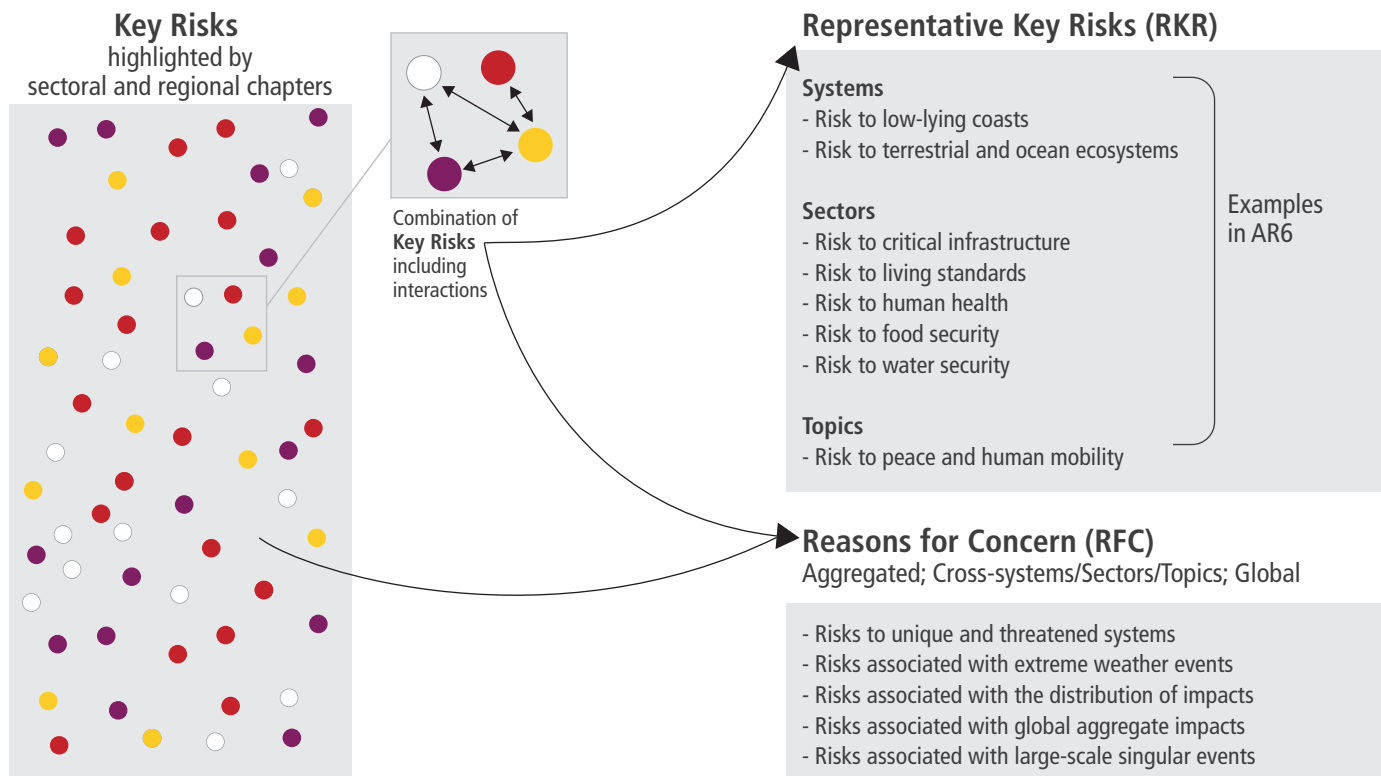 Key Risks
highlighted by
sectoral and regional chapters
Combination of
Key Risks
including
interactions
Representative Key Risks (RKR)
Systems
- Risk to low-lying coasts
- Risk to terrestrial and ocean ecosystems
Sectors
- Risk to critical infrastructure
- Risk to living standards
- Risk to human health
- Risk to food security
- Risk to water security
Topics
- Risk to peace and human mobility
Examples
in AR6
Reasons for Concern (RFC)
Aggregated; Cross-systems/Sectors/Topics; Global
- Risks to unique and threatened systems
- Risks associated with extreme weather events
- Risks associated with the distribution of impacts
- Risks associated with global aggregate impacts
- Risks associated with large-scale singular events